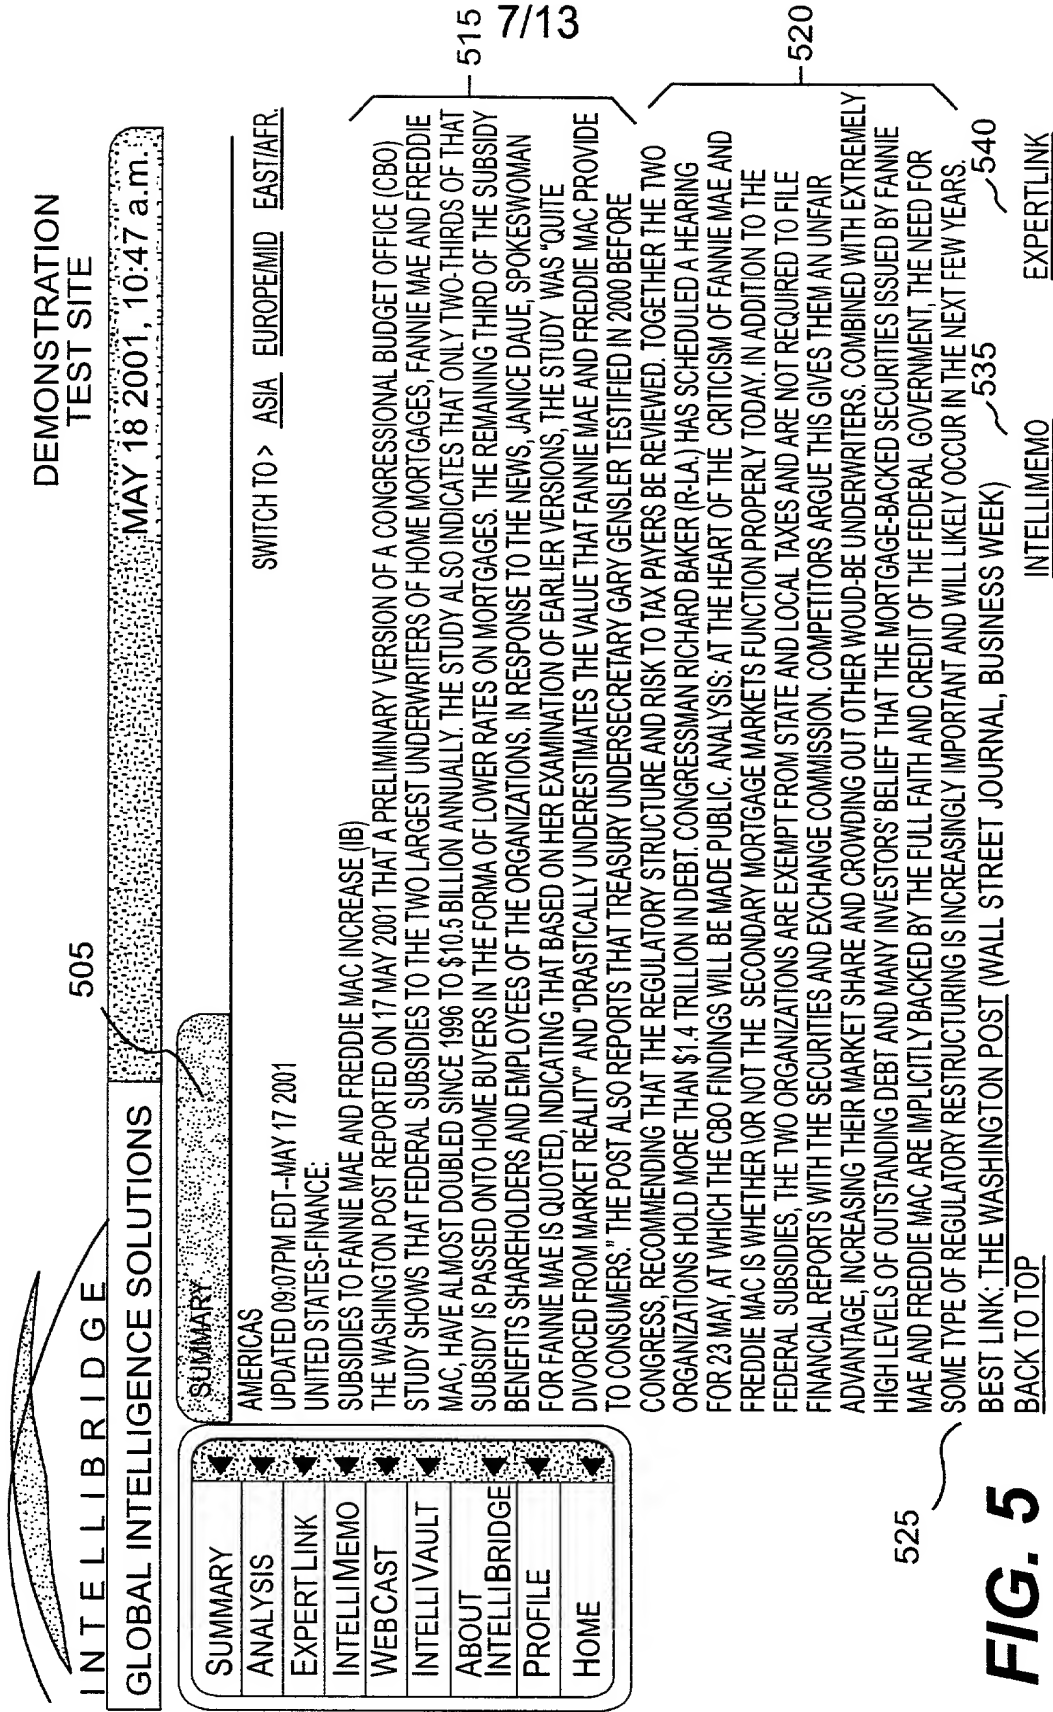 7/13
DEMONSTRATION
TEST SITE
INTELLIBRIDGE
GLOBAL INTELLIGENCE SOLUTIONS
MAY 18 2001, 10:47 a.m.
505
SUMMARY
SUMMARY
ANALYSIS
EXPERTLINK
INTELLIMEMO
WEBCAST
INTELLIVAULT
ABOUT
INTELLIBRIDGE
PROFILE
HOME
SWITCH TO > ASIA EUROPE/MID EAST/AFR.
AMERICAS
UPDATED 09:07PM EDT--MAY 17 2001
UNITED STATES-FINANCE:
SUBSIDIES TO FANNIE MAE AND FREDDIE MAC INCREASE (IB)
THE WASHINGTON POST REPORTED ON 17 MAY 2001 THAT A PRELIMINARY VERSION OF A CONGRESSIONAL BUDGET OFFICE (CBO)
STUDY SHOWS THAT FEDERAL SUBSIDIES TO THE TWO LARGEST UNDERWRITERS OF HOME MORTGAGES, FANNIE MAE AND FREDDIE
MAC, HAVE ALMOST DOUBLED SINCE 1996 TO $10.5 BILLION ANNUALLY. THE STUDY ALSO INDICATES THAT ONLY TWO-THIRDS OF THAT
SUBSIDY IS PASSED ONTO HOME BUYERS IN THE FORMA OF LOWER RATES ON MORTGAGES. THE REMAINING THIRD OF THE SUBSIDY
BENEFITS SHAREHOLDERS AND EMPLOYEES OF THE ORGANIZATIONS. IN RESPONSE TO THE NEWS, JANICE DAUE, SPOKESWOMAN
FOR FANNIE MAE IS QUOTED, INDICATING THAT BASED ON HER EXAMINATION OF EARLIER VERSIONS, THE STUDY WAS "QUITE
DIVORCED FROM MARKET REALITY" AND "DRASTICALLY UNDERESTIMATES THE VALUE THAT FANNIE MAE AND FREDDIE MAC PROVIDE
TO CONSUMERS." THE POST ALSO REPORTS THAT TREASURY UNDERSECRETARY GARY GENSLER TESTIFIED IN 2000 BEFORE
CONGRESS, RECOMMENDING THAT THE REGULATORY STRUCTURE AND RISK TO TAX PAYERS BE REVIEWED. TOGETHER THE TWO
ORGANIZATIONS HOLD MORE THAN $1.4 TRILLION IN DEBT. CONGRESSMAN RICHARD BAKER (R-LA.) HAS SCHEDULED A HEARING
FOR 23 MAY, AT WHICH THE CBO FINDINGS WILL BE MADE PUBLIC. ANALYSIS: AT THE HEART OF THE CRITICISM OF FANNIE MAE AND
FREDDIE MAC IS WHETHER \OR NOT THE SECONDARY MORTGAGE MARKETS FUNCTION PROPERLY TODAY. IN ADDITION TO THE
FEDERAL SUBSIDIES, THE TWO ORGANIZATIONS ARE EXEMPT FROM STATE AND LOCAL TAXES AND ARE NOT REQUIRED TO FILE
FINANCIAL REPORTS WITH THE SECURITIES AND EXCHANGE COMMISSION. COMPETITORS ARGUE THIS GIVES THEM AN UNFAIR
ADVANTAGE, INCREASING THEIR MARKET SHARE AND CROWDING OUT OTHER WOUD-BE UNDERWRITERS. COMBINED WITH EXTREMELY
HIGH LEVELS OF OUTSTANDING DEBT AND MANY INVESTORS' BELIEF THAT THE MORTGAGE-BACKED SECURITIES ISSUED BY FANNIE
MAE AND FREDDIE MAC ARE IMPLICITLY BACKED BY THE FULL FAITH AND CREDIT OF THE FEDERAL GOVERNMENT, THE NEED FOR
SOME TYPE OF REGULATORY RESTRUCTURING IS INCREASINGLY IMPORTANT AND WILL LIKELY OCCUR IN THE NEXT FEW YEARS.
515
520
525
BEST LINK: THE WASHINGTON POST (WALL STREET JOURNAL, BUSINESS WEEK)
535
540
BACK TO TOP
INTELLIMEMO
EXPERTLINK
FIG. 5